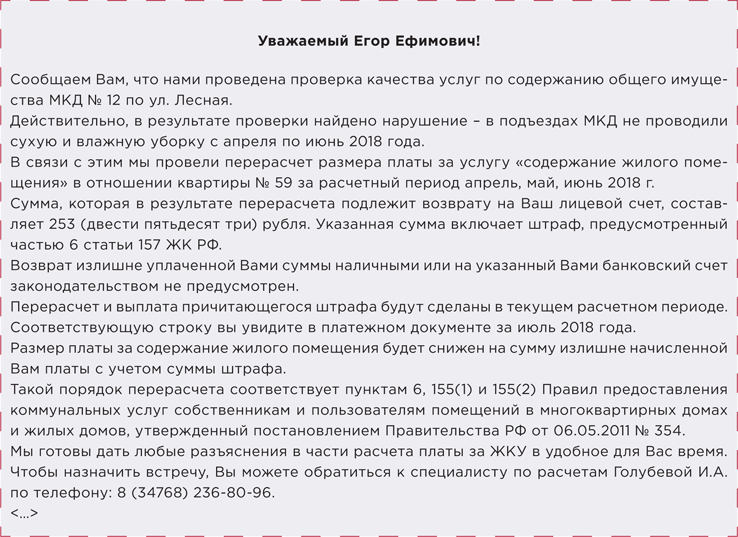 Уважаемый Егор Ефимович!
Сообщаем Вам, что нами проведена проверка качества услуг по содержанию общего имуще-
ства МКД № 12 по ул. Лесная.
Действительно, в результате проверки найдено нарушение – в подъездах МКД не проводили
сухую и влажную уборку с апреля по июнь 2018 года.
В связи с этим мы провели перерасчет размера платы за услугу «содержание жилого поме-
щения» в отношении квартиры № 59 за расчетный период апрель, май, июнь 2018 г.
Сумма, которая в результате перерасчета подлежит возврату на Ваш лицевой счет, состав-
ляет 253 (двести пятьдесят три) рубля. Указанная сумма включает штраф, предусмотренный
частью 6 статьи 157 ЖК РФ.
Возврат излишне уплаченной Вами суммы наличными или на указанный Вами банковский счет
законодательством не предусмотрен.
Перерасчет и выплата причитающегося штрафа будут сделаны в текущем расчетном периоде.
Соответствующую строку вы увидите в платежном документе за июль 2018 года.
Размер платы за содержание жилого помещения будет снижен на сумму излишне начисленной
Вам платы с учетом суммы штрафа.
Такой порядок перерасчета соответствует пунктам 6, 155(1) и 155(2) Правил предоставления
коммунальных услуг собственникам и пользователям помещений в многоквартирных домах
и жилых домов, утвержденный постановлением Правительства РФ от 06.05.2011 № 354.
Мы готовы дать любые разъяснения в части расчета платы за ЖКУ в удобное для Вас время.
Чтобы назначить встречу, Вы можете обратиться к специалисту по расчетам Голубевой И.А.
по телефону: 8 (34768) 236-80-96.
<...>